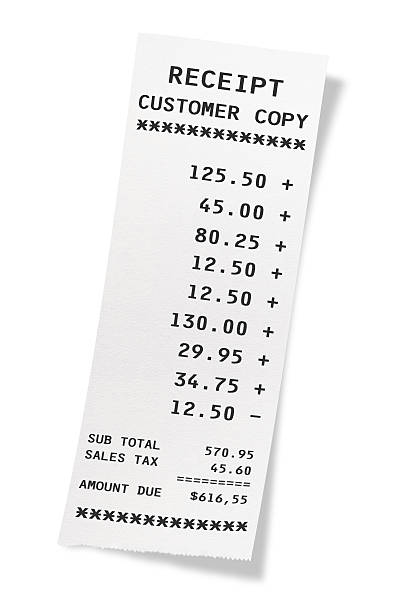 RECEIPT
CUSTOMER COPY
*************
125.50 +
45.00 +
80.25 +
12.50 +
12.50 +
130.00 +
29.95 +
34.75 +
12.50 -
SUB TOTAL 570.95
SALES TAX 45.60
=========
AMOUNT DUE $616,55
*************